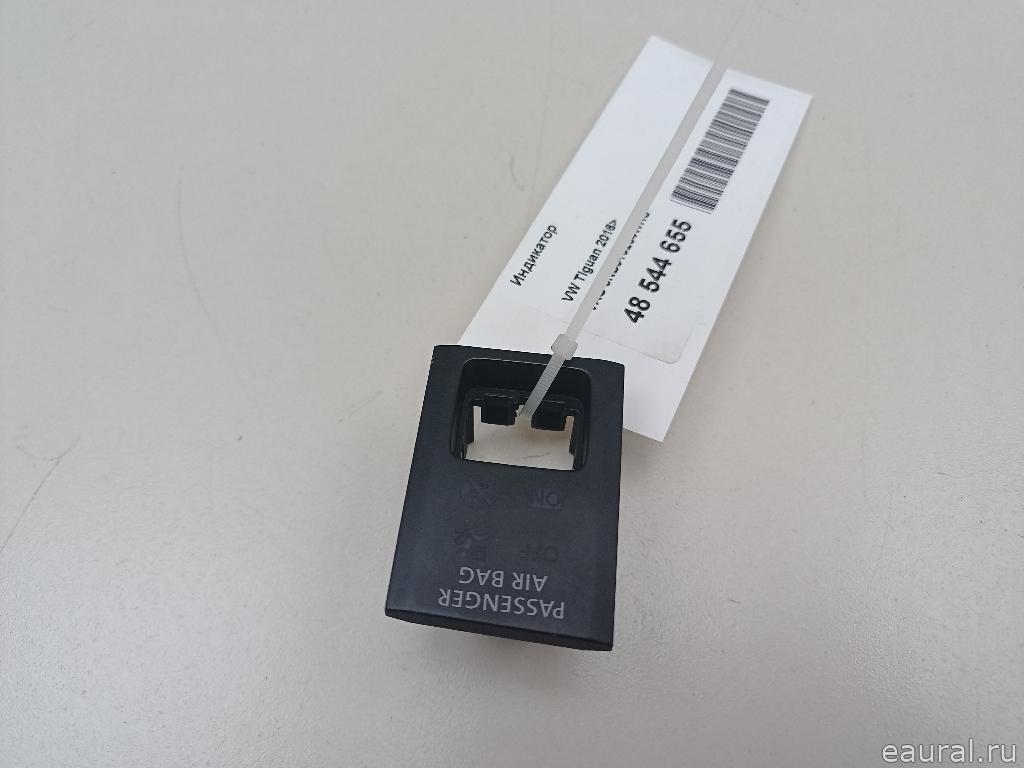 Индикатор
VW Tiguan 2016>
48 544 655
PASSENGER
AIR BAG
OFF
ON
eaural.ru